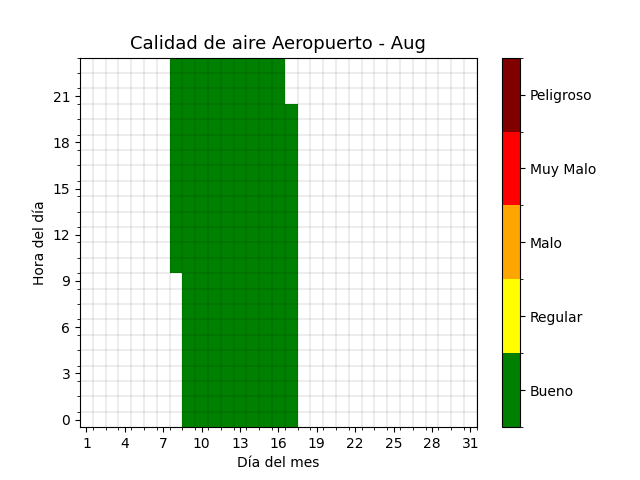 Calidad de aire Aeropuerto - Aug
Hora del día
21
18
15
12
9
6
3
0
1 4 7 10 13 16 19 22 25 28 31
Día del mes
Peligroso
Muy Malo
Malo
Regular
Bueno